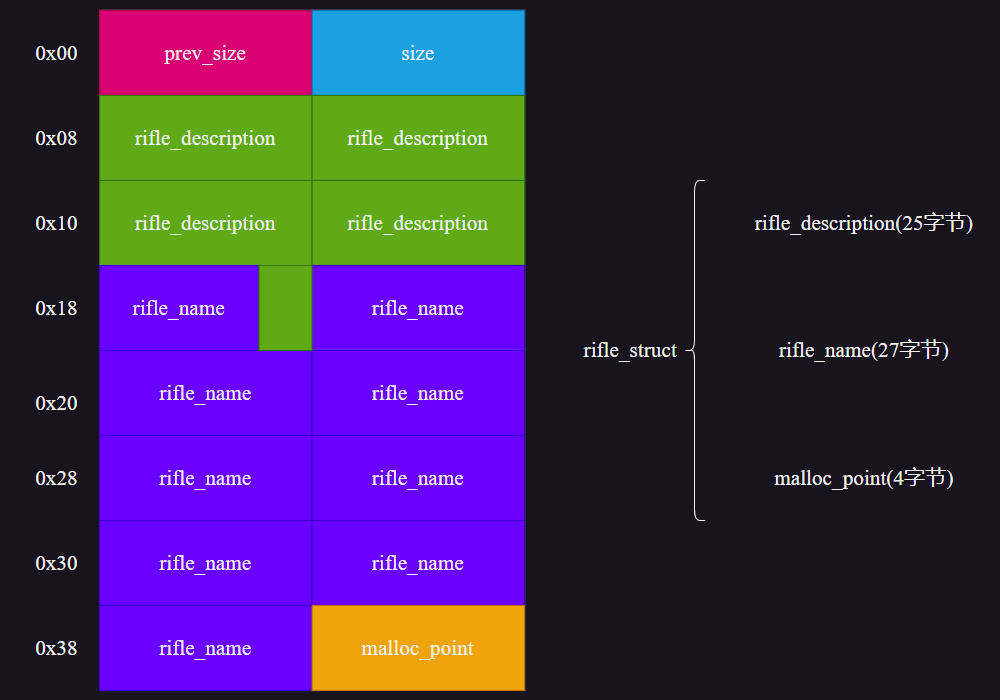 0x00 prev_size size
0x08 rifle_description rifle_description
0x10 rifle_description rifle_description
0x18 rifle_name rifle_name
0x20 rifle_name rifle_name
0x28 rifle_name rifle_name
0x30 rifle_name rifle_name
0x38 rifle_name malloc_point
rifle_struct
rifle_description(25字节)
rifle_name(27字节)
malloc_point(4字节)